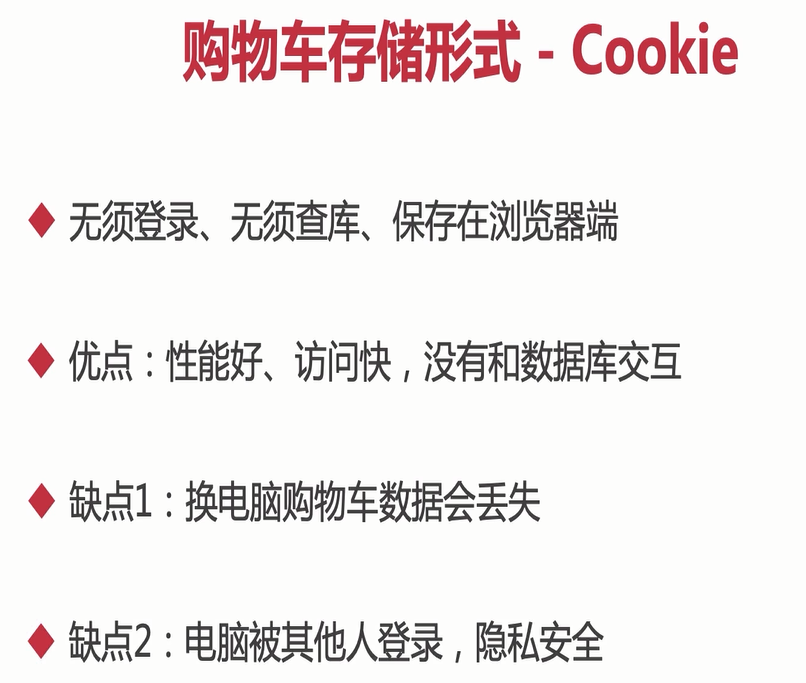 购物车存储形式 - Cookie
◆ 无须登录、无须查库、保存在浏览器端
◆ 优点：性能好、访问快，没有和数据库交互
◆ 缺点1：换电脑购物车数据会丢失
◆ 缺点2：电脑被其他人登录，隐私安全